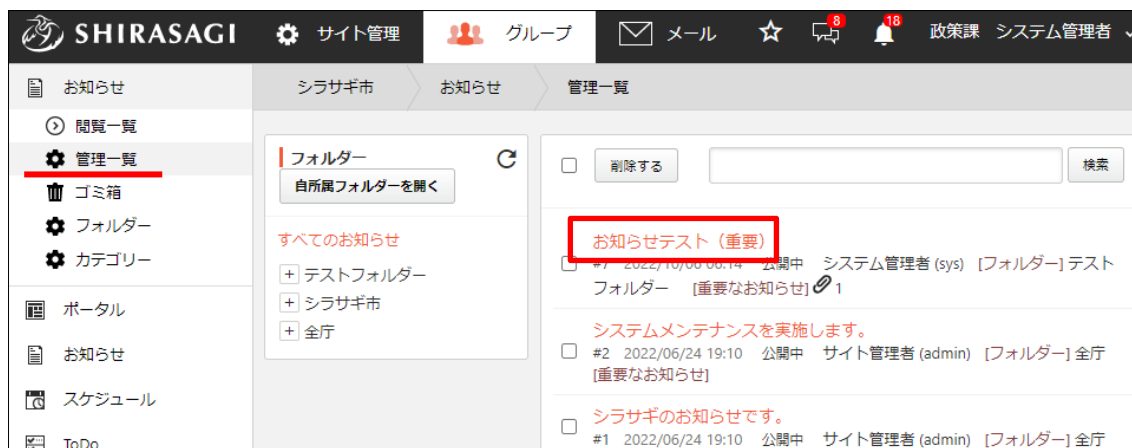 SHIRASAGI サイト管理 グループ メール 8 18 政策課 システム管理者
お知らせ シラサギ市 お知らせ 管理一覧
閲覧一覧
管理一覧
ゴミ箱
フォルダー
カテゴリー
ポータル
お知らせ
スケジュール
ToDo
フォルダー
自所属フォルダーを開く
すべてのお知らせ
テストフォルダー
シラサギ市
全庁
削除する 検索
お知らせテスト（重要）
#7 2022/10/06 06:14 公開中 システム管理者 (sys) [フォルダー] テスト
フォルダー [重要なお知らせ] 1
システムメンテナンスを実施します。
#2 2022/06/24 19:10 公開中 サイト管理者 (admin) [フォルダー] 全庁
[重要なお知らせ]
シラサギのお知らせです。
#1 2022/06/24 19:10 公開中 サイト管理者 (admin) [フォルダー] 全庁